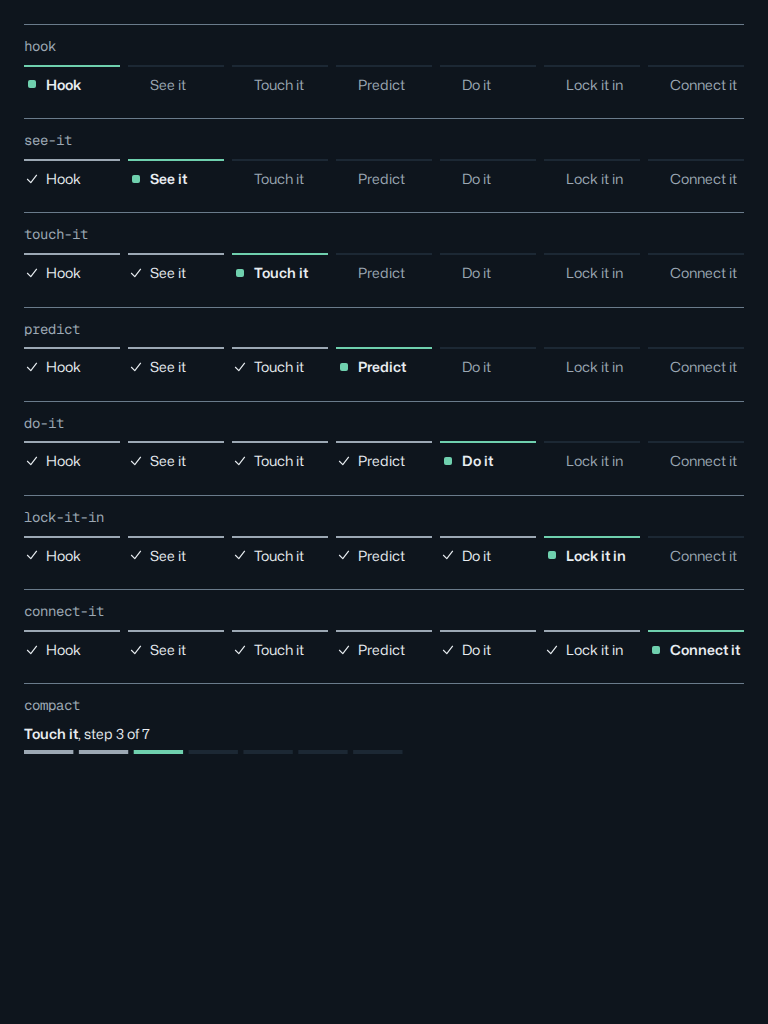 hook
Hook See it Touch it Predict Do it Lock it in Connect it
see-it
Hook See it Touch it Predict Do it Lock it in Connect it
touch-it
Hook See it Touch it Predict Do it Lock it in Connect it
predict
Hook See it Touch it Predict Do it Lock it in Connect it
do-it
Hook See it Touch it Predict Do it Lock it in Connect it
lock-it-in
Hook See it Touch it Predict Do it Lock it in Connect it
connect-it
Hook See it Touch it Predict Do it Lock it in Connect it
compact
Touch it, step 3 of 7